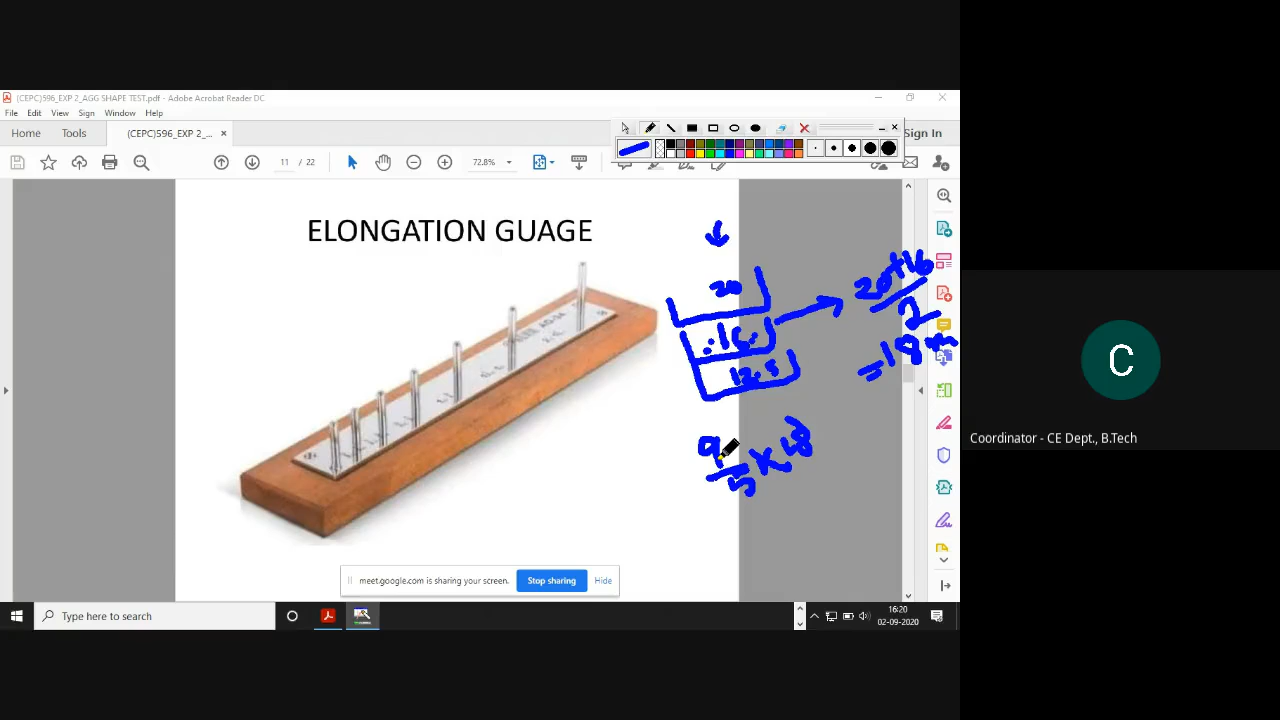 (CEPC)596_EXP 2_AGG SHAPE TEST.pdf - Adobe Acrobat Reader DC
File Edit View Sign Window Help
Home Tools (CEPC)596_EXP 2_... × Sign In
11 / 22 72.8%
ELONGATION GUAGE
20
16
12.5
20+16
2
=18 m
9
5 × 18
meet.google.com is sharing your screen. Stop sharing Hide
Type here to search
16:20
02-09-2020
C
Coordinator - CE Dept., B.Tech